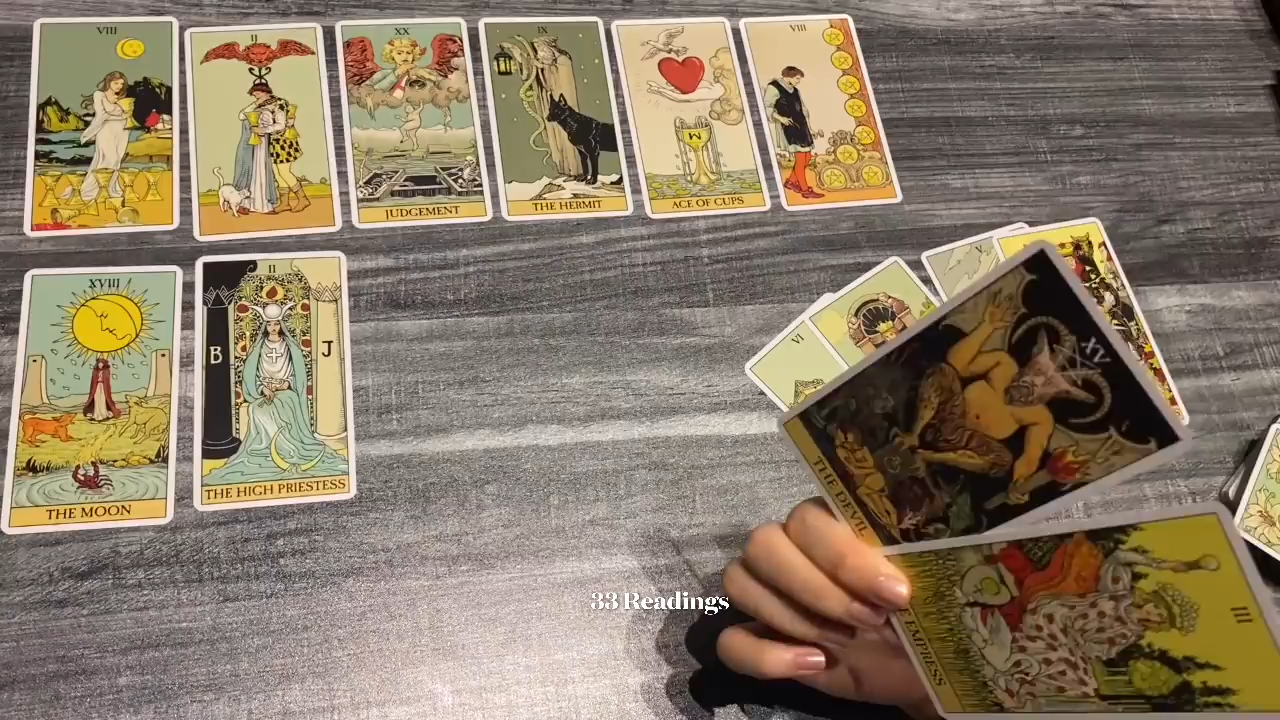 VIII
II
XX
JUDGEMENT
IX
THE HERMIT
M
ACE OF CUPS
VIII
XVIII
THE MOON
II
B
J
THE HIGH PRIESTESS
VI
V
XV
THE DEVIL
III
EMPRESS
33 Readings